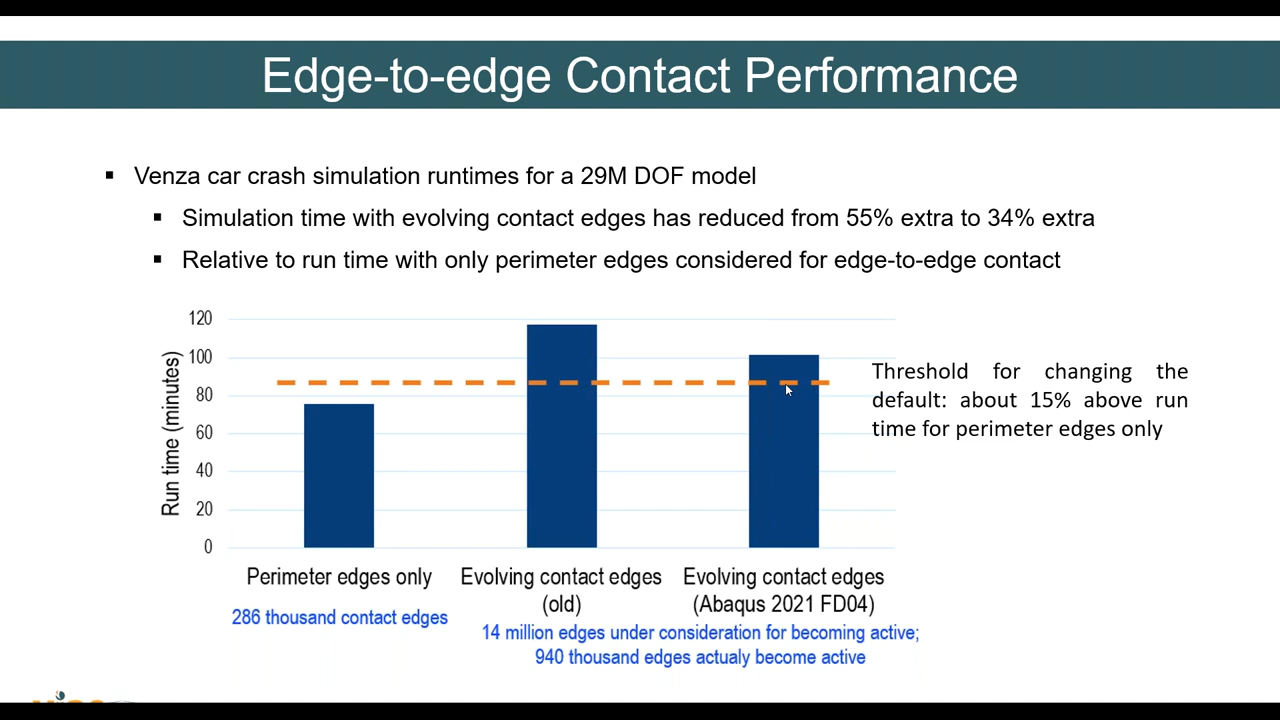 Edge-to-edge Contact Performance
▪ Venza car crash simulation runtimes for a 29M DOF model
▪ Simulation time with evolving contact edges has reduced from 55% extra to 34% extra
▪ Relative to run time with only perimeter edges considered for edge-to-edge contact
Run time (minutes)
120
100
80
60
40
20
0
Threshold for changing the
default: about 15% above run
time for perimeter edges only
Perimeter edges only
286 thousand contact edges
Evolving contact edges
(old)
Evolving contact edges
(Abaqus 2021 FD04)
14 million edges under consideration for becoming active;
940 thousand edges actualy become active